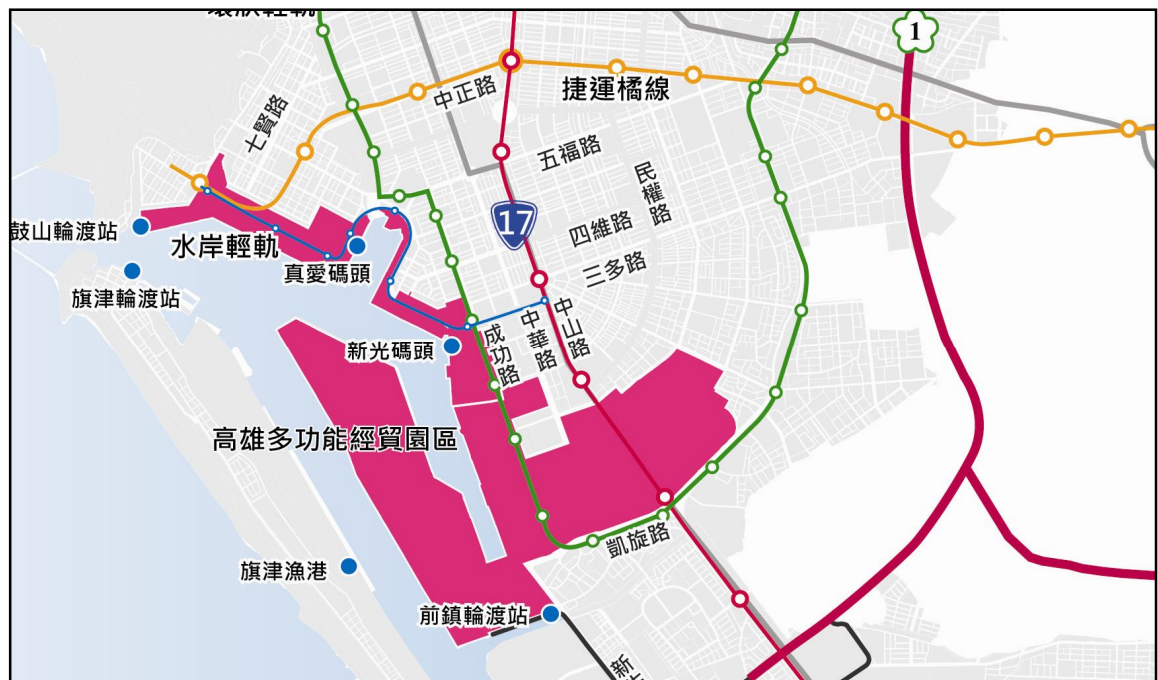 環狀輕軌
1
捷運橘線
中正路
七賢路
五福路
民權路
17
四維路
鼓山輪渡站
水岸輕軌
真愛碼頭
三多路
旗津輪渡站
中山路
中華路
成功路
新光碼頭
高雄多功能經貿園區
凱旋路
旗津漁港
前鎮輪渡站
新